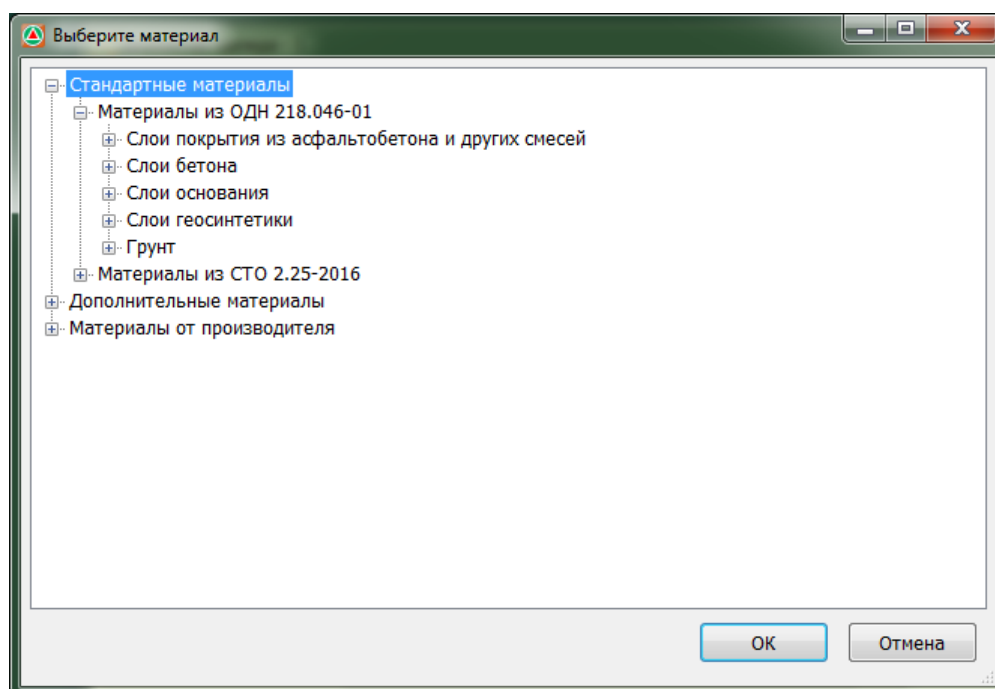 Выберите материал
Стандартные материалы
Материалы из ОДН 218.046-01
Слои покрытия из асфальтобетона и других смесей
Слои бетона
Слои основания
Слои геосинтетики
Грунт
Материалы из СТО 2.25-2016
Дополнительные материалы
Материалы от производителя
ОК
Отмена